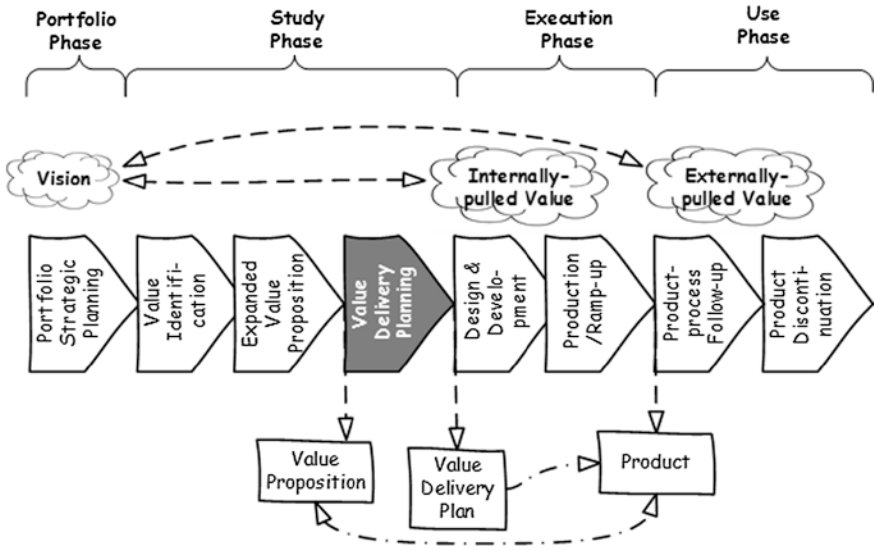 Portfolio
Phase
Study
Phase
Execution
Phase
Use
Phase
Vision
Internally-
pulled Value
Externally-
pulled Value
Portfolio
Strategic
Planning
Value
Identifi-
cation
Expanded
Value
Proposition
Value
Delivery
Planning
Design &
Develo-
pment
Production
/Ramp-up
Product-
process
Follow-up
Product
Disconti-
nuation
Value
Proposition
Value
Delivery
Plan
Product